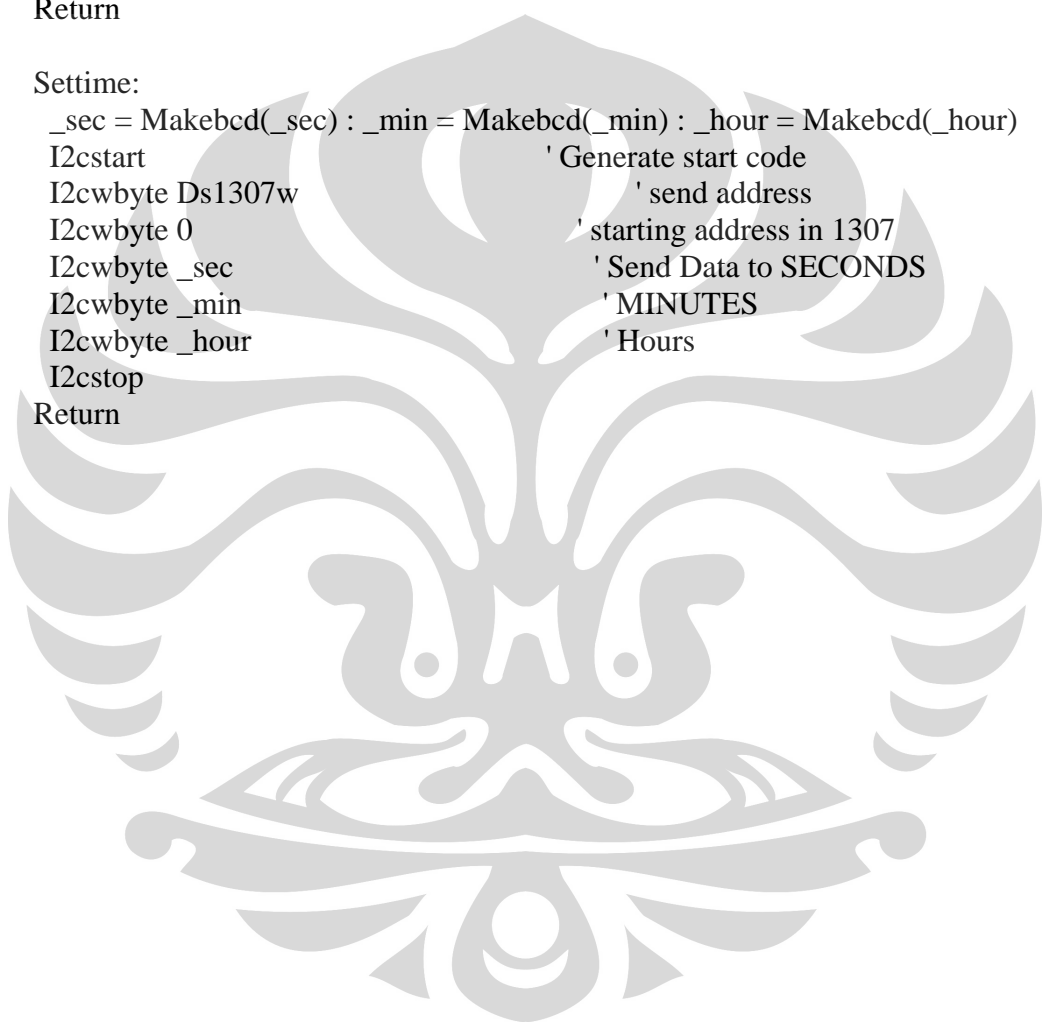 Return
Settime:
_sec = Makebcd(_sec) : _min = Makebcd(_min) : _hour = Makebcd(_hour)
I2cstart ' Generate start code
I2cwbyte Ds1307w ' send address
I2cwbyte 0 ' starting address in 1307
I2cwbyte _sec ' Send Data to SECONDS
I2cwbyte _min ' MINUTES
I2cwbyte _hour ' Hours
I2cstop
Return